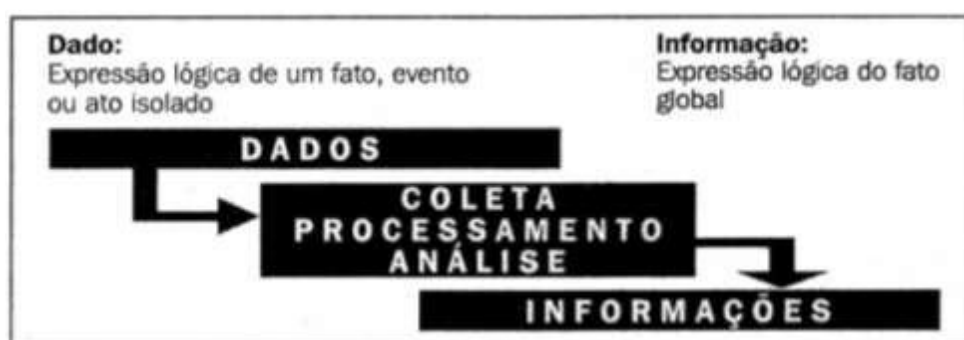 Dado:
Expressão lógica de um fato, evento
ou ato isolado
Informação:
Expressão lógica do fato
global
DADOS
COLETA
PROCESSAMENTO
ANÁLISE
INFORMAÇÕES